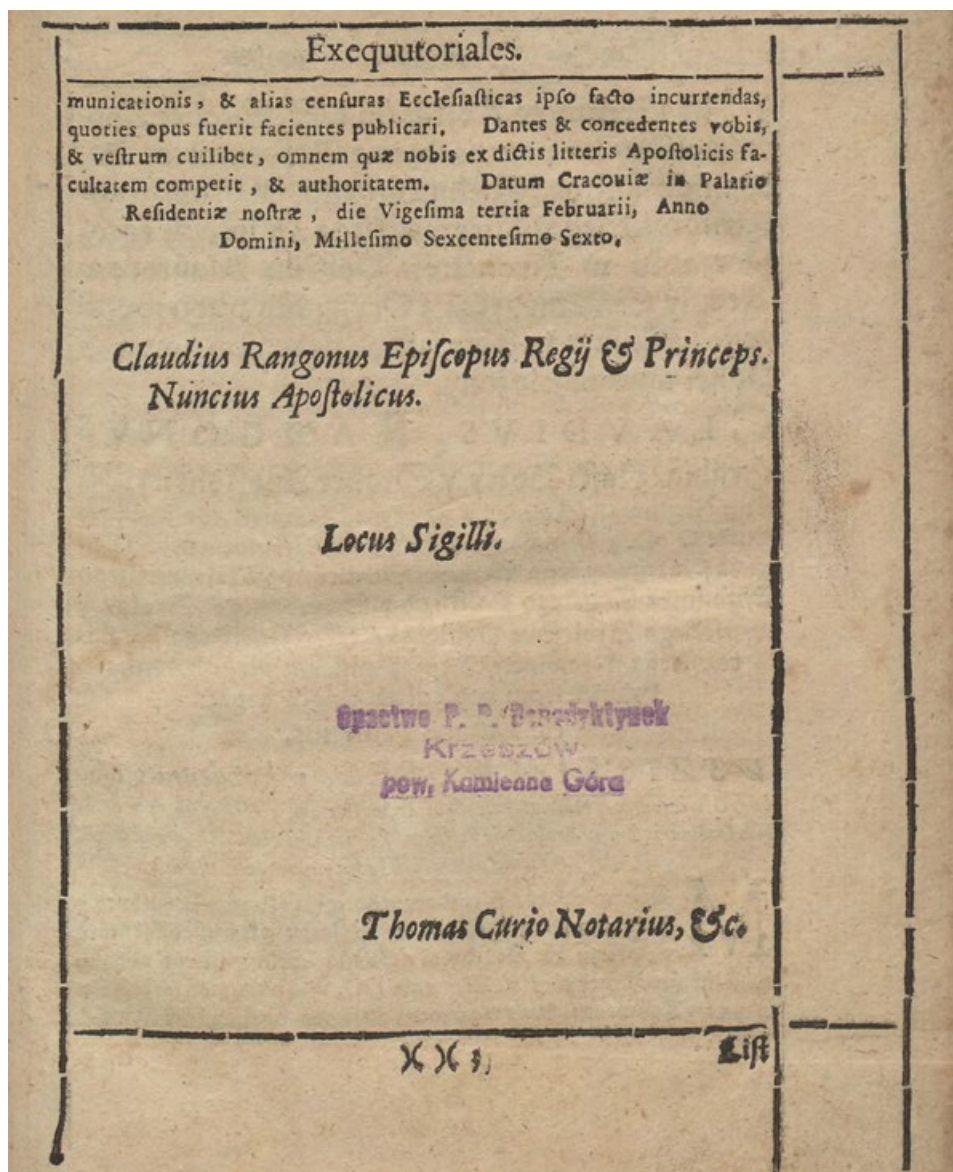 Exequutoriales.
municationis, & alias censuras Ecclesiasticas ipso facto incurrendas,
quoties opus fuerit facientes publicari. Dantes & concedentes vobis,
& vestrum cuilibet, omnem quæ nobis ex dictis litteris Apostolicis fa-
cultatem competit, & authoritatem. Datum Cracouiæ in Palatio
Residentiæ nostræ, die Vigesima tertia Februarii, Anno
Domini, Millesimo Sexcentesimo Sexto.
Claudius Rangonus Episcopus Regij & Princeps.
Nuncius Apostolicus.
Locus Sigilli.
Opactwo P. P. Benedyktynek
Krzeszów
pow. Kamienna Góra
Thomas Curio Notarius, &c.
List